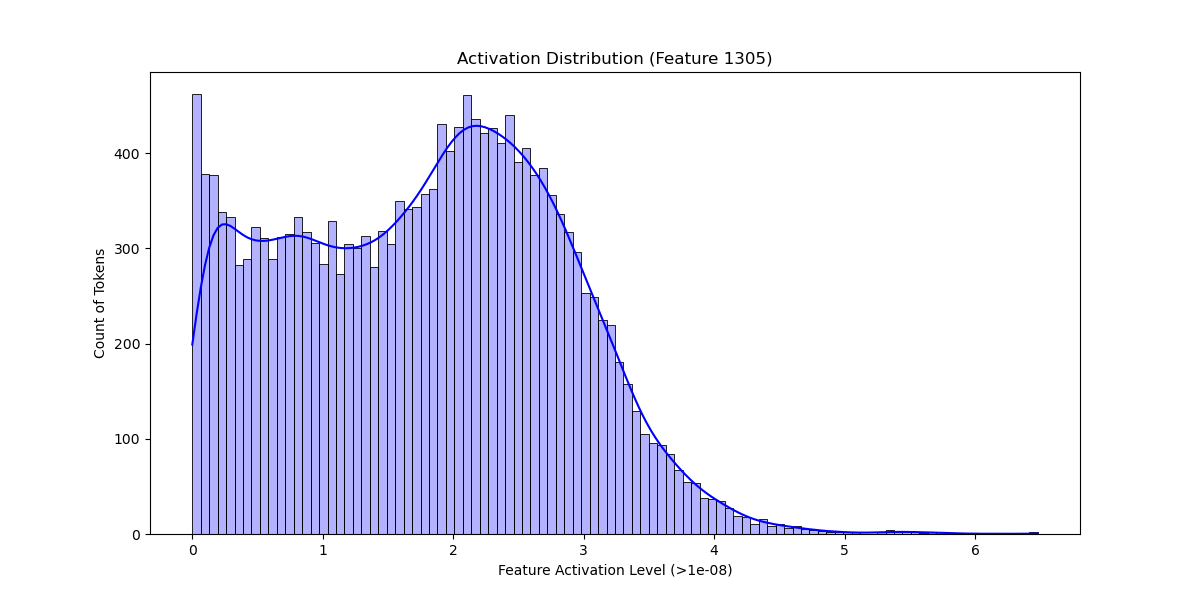 Activation Distribution (Feature 1305)
Count of Tokens
400
300
200
100
0
0 1 2 3 4 5 6
Feature Activation Level (>1e-08)